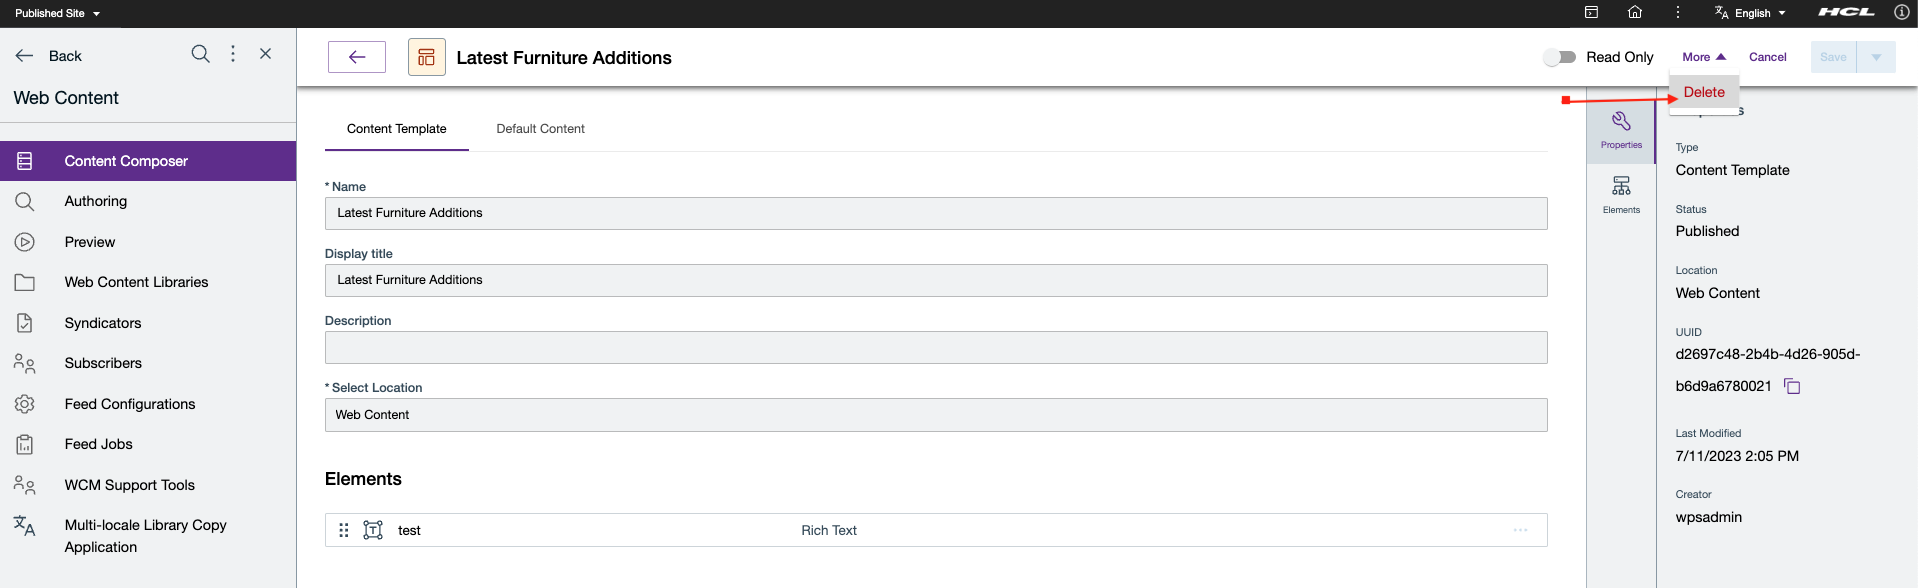 Published Site
English
HCL
Back
Web Content
Content Composer
Authoring
Preview
Web Content Libraries
Syndicators
Subscribers
Feed Configurations
Feed Jobs
WCM Support Tools
Multi-locale Library Copy
Application
Latest Furniture Additions
Read Only
More
Cancel
Save
Delete
Content Template
Default Content
* Name
Latest Furniture Additions
Display title
Latest Furniture Additions
Description
* Select Location
Web Content
Elements
test
Rich Text
Properties
Elements
Type
Content Template
Status
Published
Location
Web Content
UUID
d2697c48-2b4b-4d26-905d-
b6d9a6780021
Last Modified
7/11/2023 2:05 PM
Creator
wpsadmin